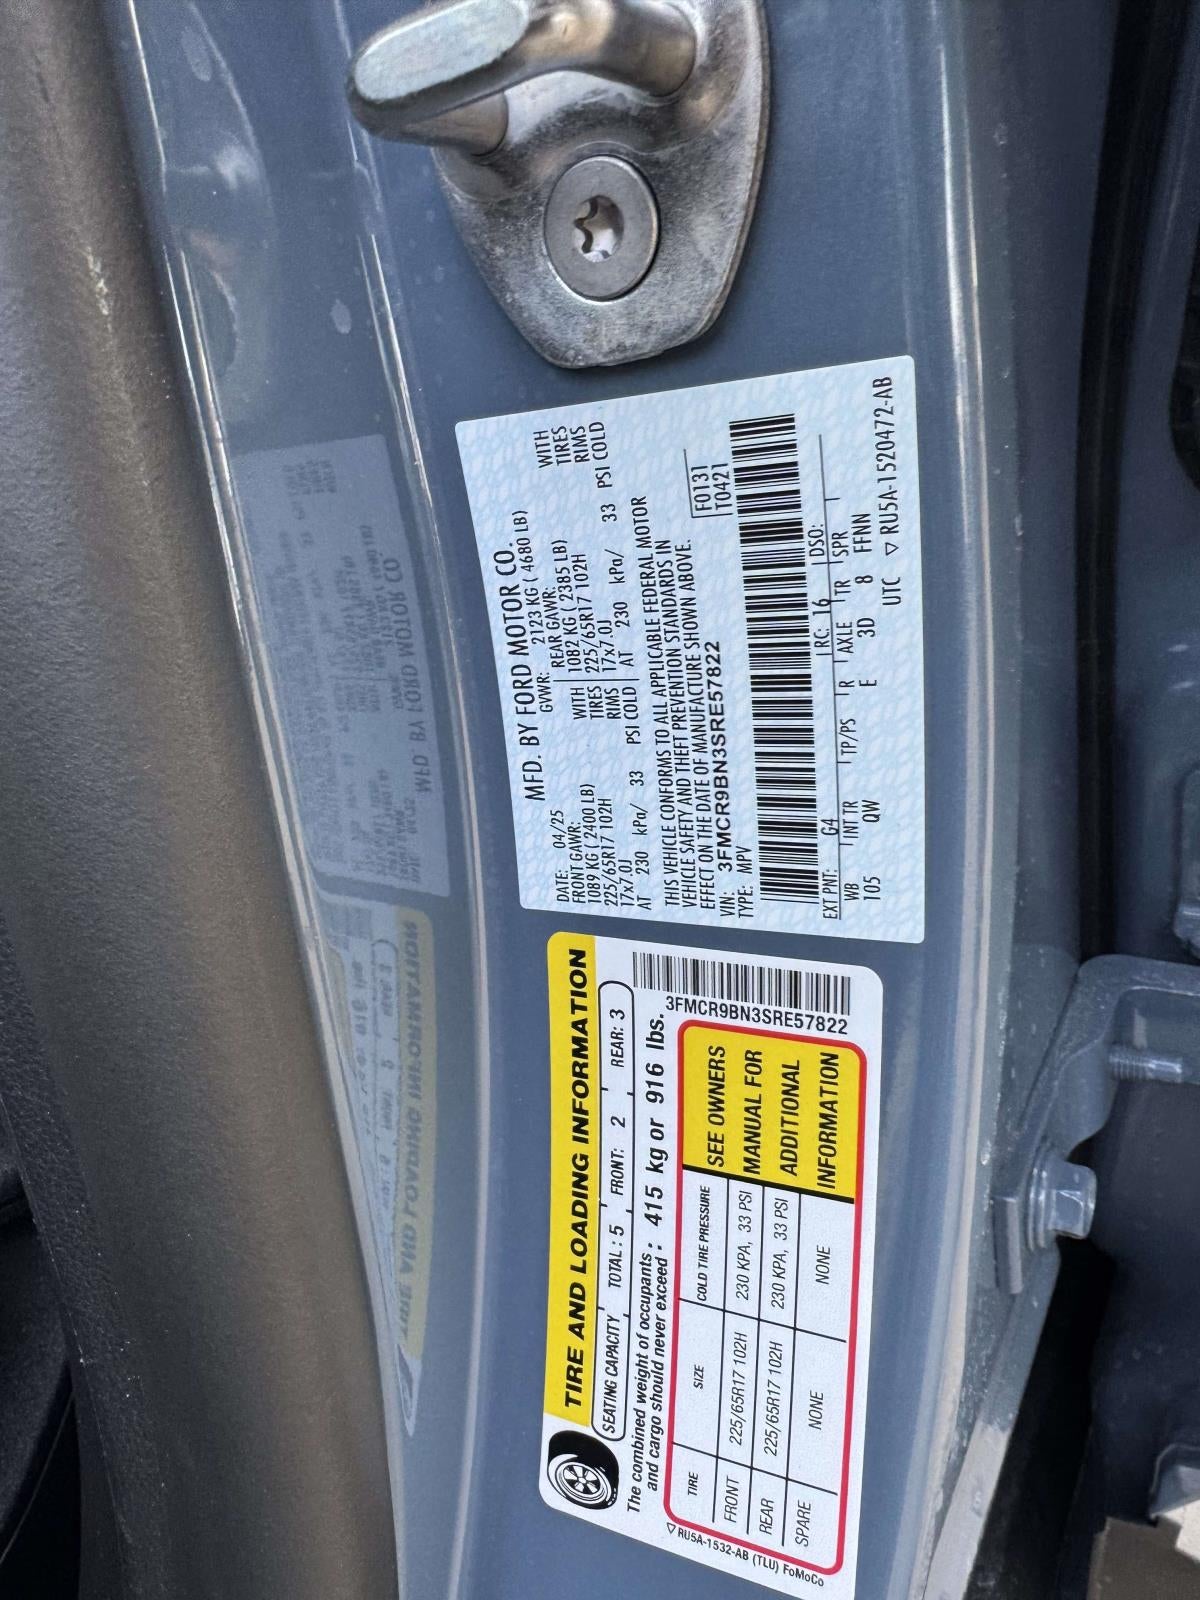 MFD. BY FORD MOTOR CO.
DATE: 04/25 GVWR: 2123 KG ( 4680 LB)
FRONT GAWR: REAR GAWR:
1089 KG ( 2400 LB) WITH 1082 KG ( 2385 LB) WITH
225/65R17 102H TIRES 225/65R17 102H TIRES
17x7.0J RIMS 17x7.0J RIMS
AT 230 kPa/ 33 PSI COLD AT 230 kPa/ 33 PSI COLD
THIS VEHICLE CONFORMS TO ALL APPLICABLE FEDERAL MOTOR
VEHICLE SAFETY AND THEFT PREVENTION STANDARDS IN
EFFECT ON THE DATE OF MANUFACTURE SHOWN ABOVE.
VIN: 3FMCR9BN3SRE57822 F0131
TYPE: MPV T0421
EXT PNT: G4 RC: 16 DSO:
WB INT TR TP/PS R AXLE TR SPR
105 QW E 3D 8 FFNN
UTC ▽ RU5A-1520472-AB
TIRE AND LOADING INFORMATION
SEATING CAPACITY TOTAL: 5 FRONT: 2 REAR: 3
The combined weight of occupants
and cargo should never exceed : 415 kg or 916 lbs.
3FMCR9BN3SRE57822
TIRE SIZE COLD TIRE PRESSURE
FRONT 225/65R17 102H 230 KPA, 33 PSI
REAR 225/65R17 102H 230 KPA, 33 PSI
SPARE NONE NONE
SEE OWNERS
MANUAL FOR
ADDITIONAL
INFORMATION
▽ RU5A-1532-AB (TLU) FoMoCo